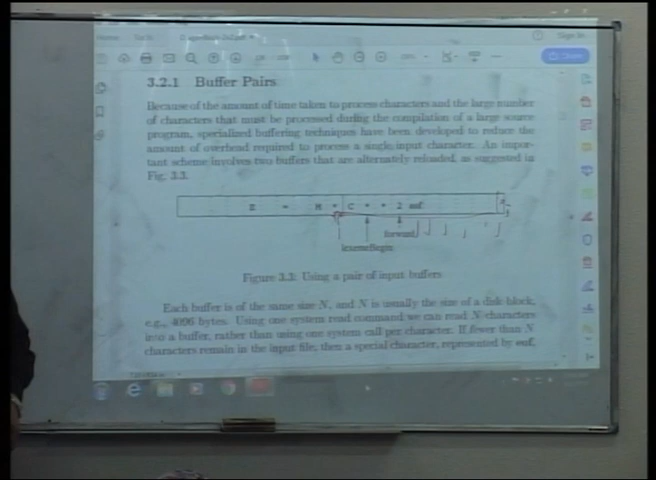 Sign In
3.2.1 Buffer Pairs
Because of the amount of time taken to process characters and the large number
of characters that must be processed during the compilation of a large source
program, specialized buffering techniques have been developed to reduce the
amount of overhead required to process a single input character. An impor-
tant scheme involves two buffers that are alternately reloaded, as suggested in
Fig. 3.3.
E = M * C * * 2 eof
forward
lexemeBegin
Figure 3.3: Using a pair of input buffers
Each buffer is of the same size N, and N is usually the size of a disk block,
e.g., 4096 bytes. Using one system read command we can read N characters
into a buffer, rather than using one system call per character. If fewer than N
characters remain in the input file, then a special character, represented by eof,